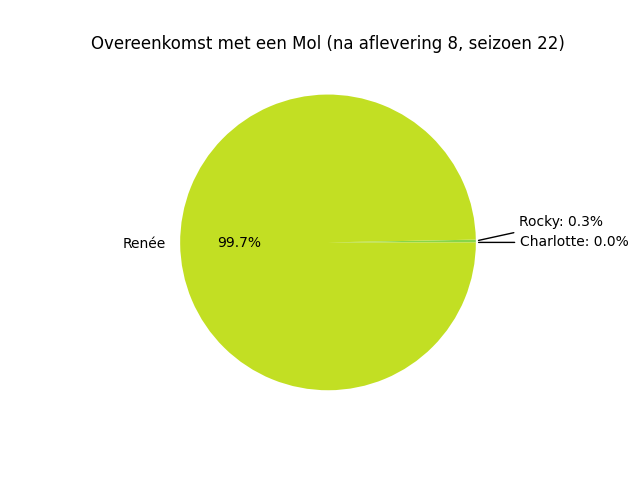 Overeenkomst met een Mol (na aflevering 8, seizoen 22)
Rocky: 0.3%
Renée
99.7%
Charlotte: 0.0%